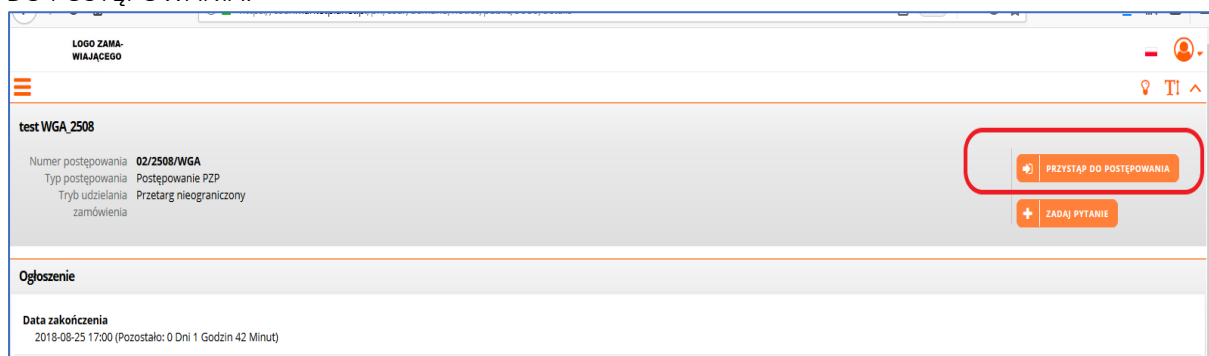 LOGO ZAMA-
WIAJĄCEGO
T
test WGA_2508
Numer postępowania 02/2508/WGA
Typ postępowania Postępowanie PZP
Tryb udzielania Przetarg nieograniczony
zamówienia
PRZYSTĄP DO POSTĘPOWANIA
ZADAJ PYTANIE
Ogłoszenie
Data zakończenia
2018-08-25 17:00 (Pozostało: 0 Dni 1 Godzin 42 Minut)